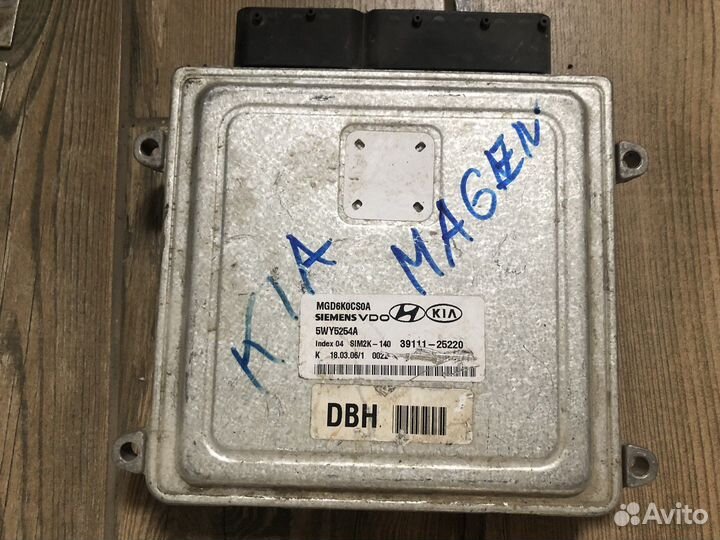 KIA
MAGEN
MGD6K0CS0A
SIEMENS VDO KIA
5WY5254A
Index 04 SIM2K-140 39111-25220
K 18.03.06/1 0022
DBH
Avito